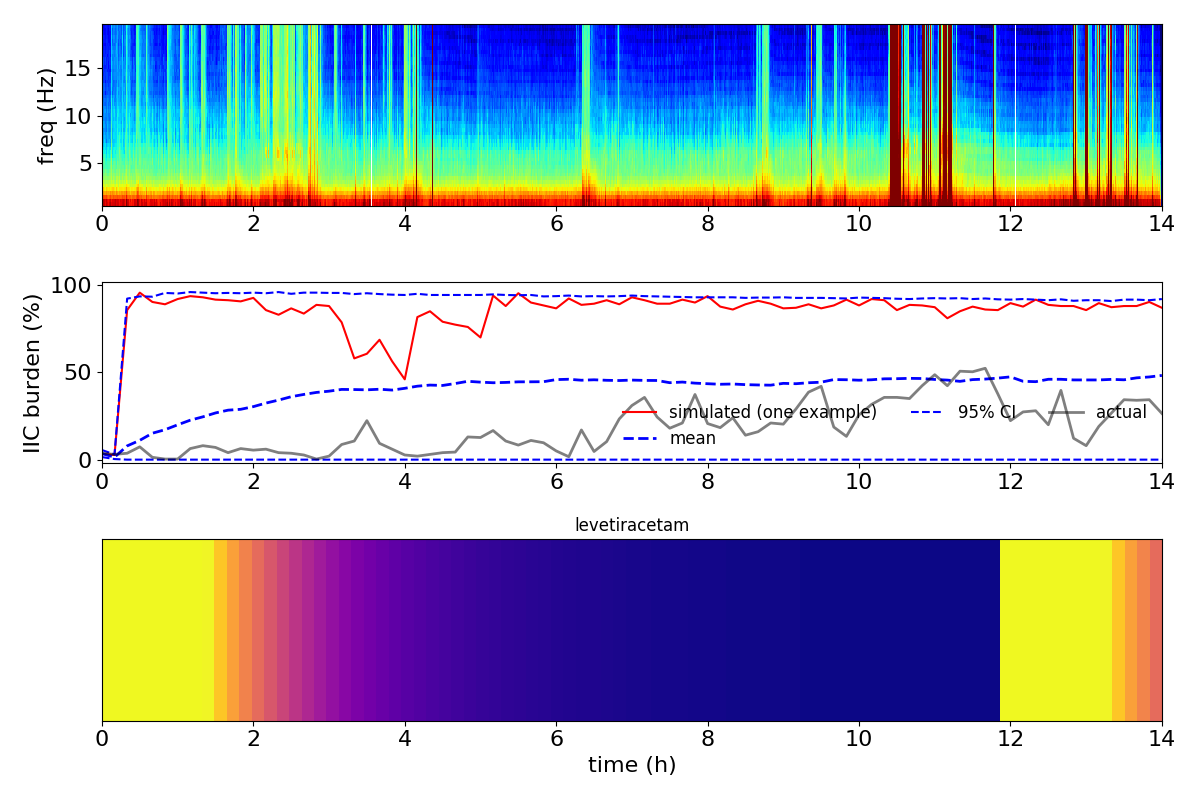 freq (Hz)
15
10
5
0 2 4 6 8 10 12 14
IIC burden (%)
100
50
0
simulated (one example) 95% CI actual
mean
0 2 4 6 8 10 12 14
levetiracetam
0 2 4 6 8 10 12 14
time (h)